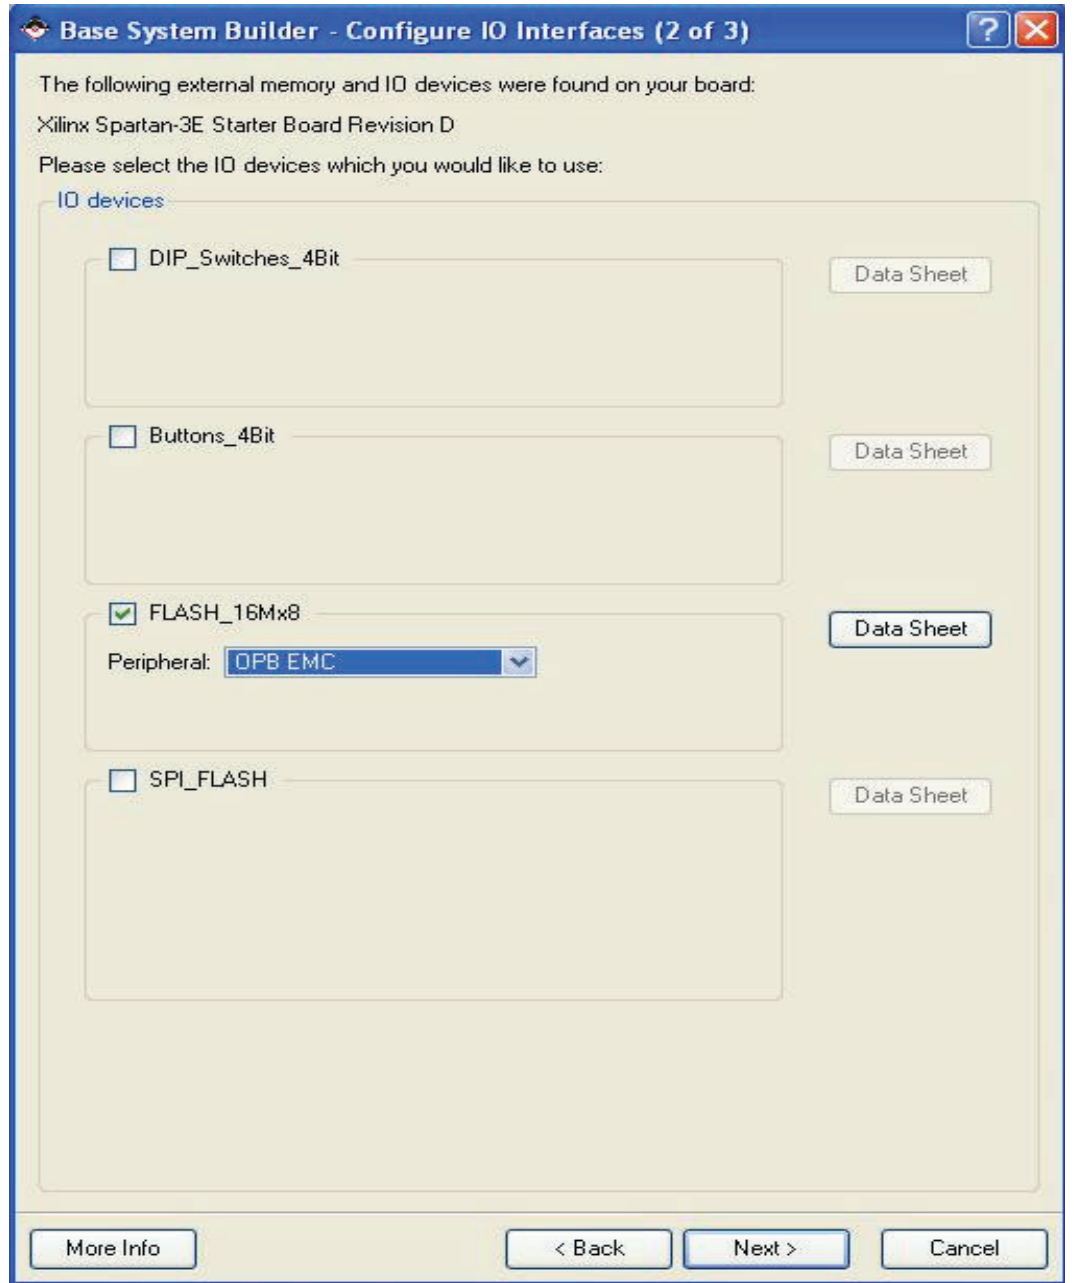 Base System Builder - Configure IO Interfaces (2 of 3)
The following external memory and IO devices were found on your board:
Xilinx Spartan-3E Starter Board Revision D
Please select the IO devices which you would like to use:
IO devices
DIP_Switches_4Bit
Data Sheet
Buttons_4Bit
Data Sheet
FLASH_16Mx8
Data Sheet
Peripheral: OPB EMC
SPI_FLASH
Data Sheet
More Info < Back Next > Cancel